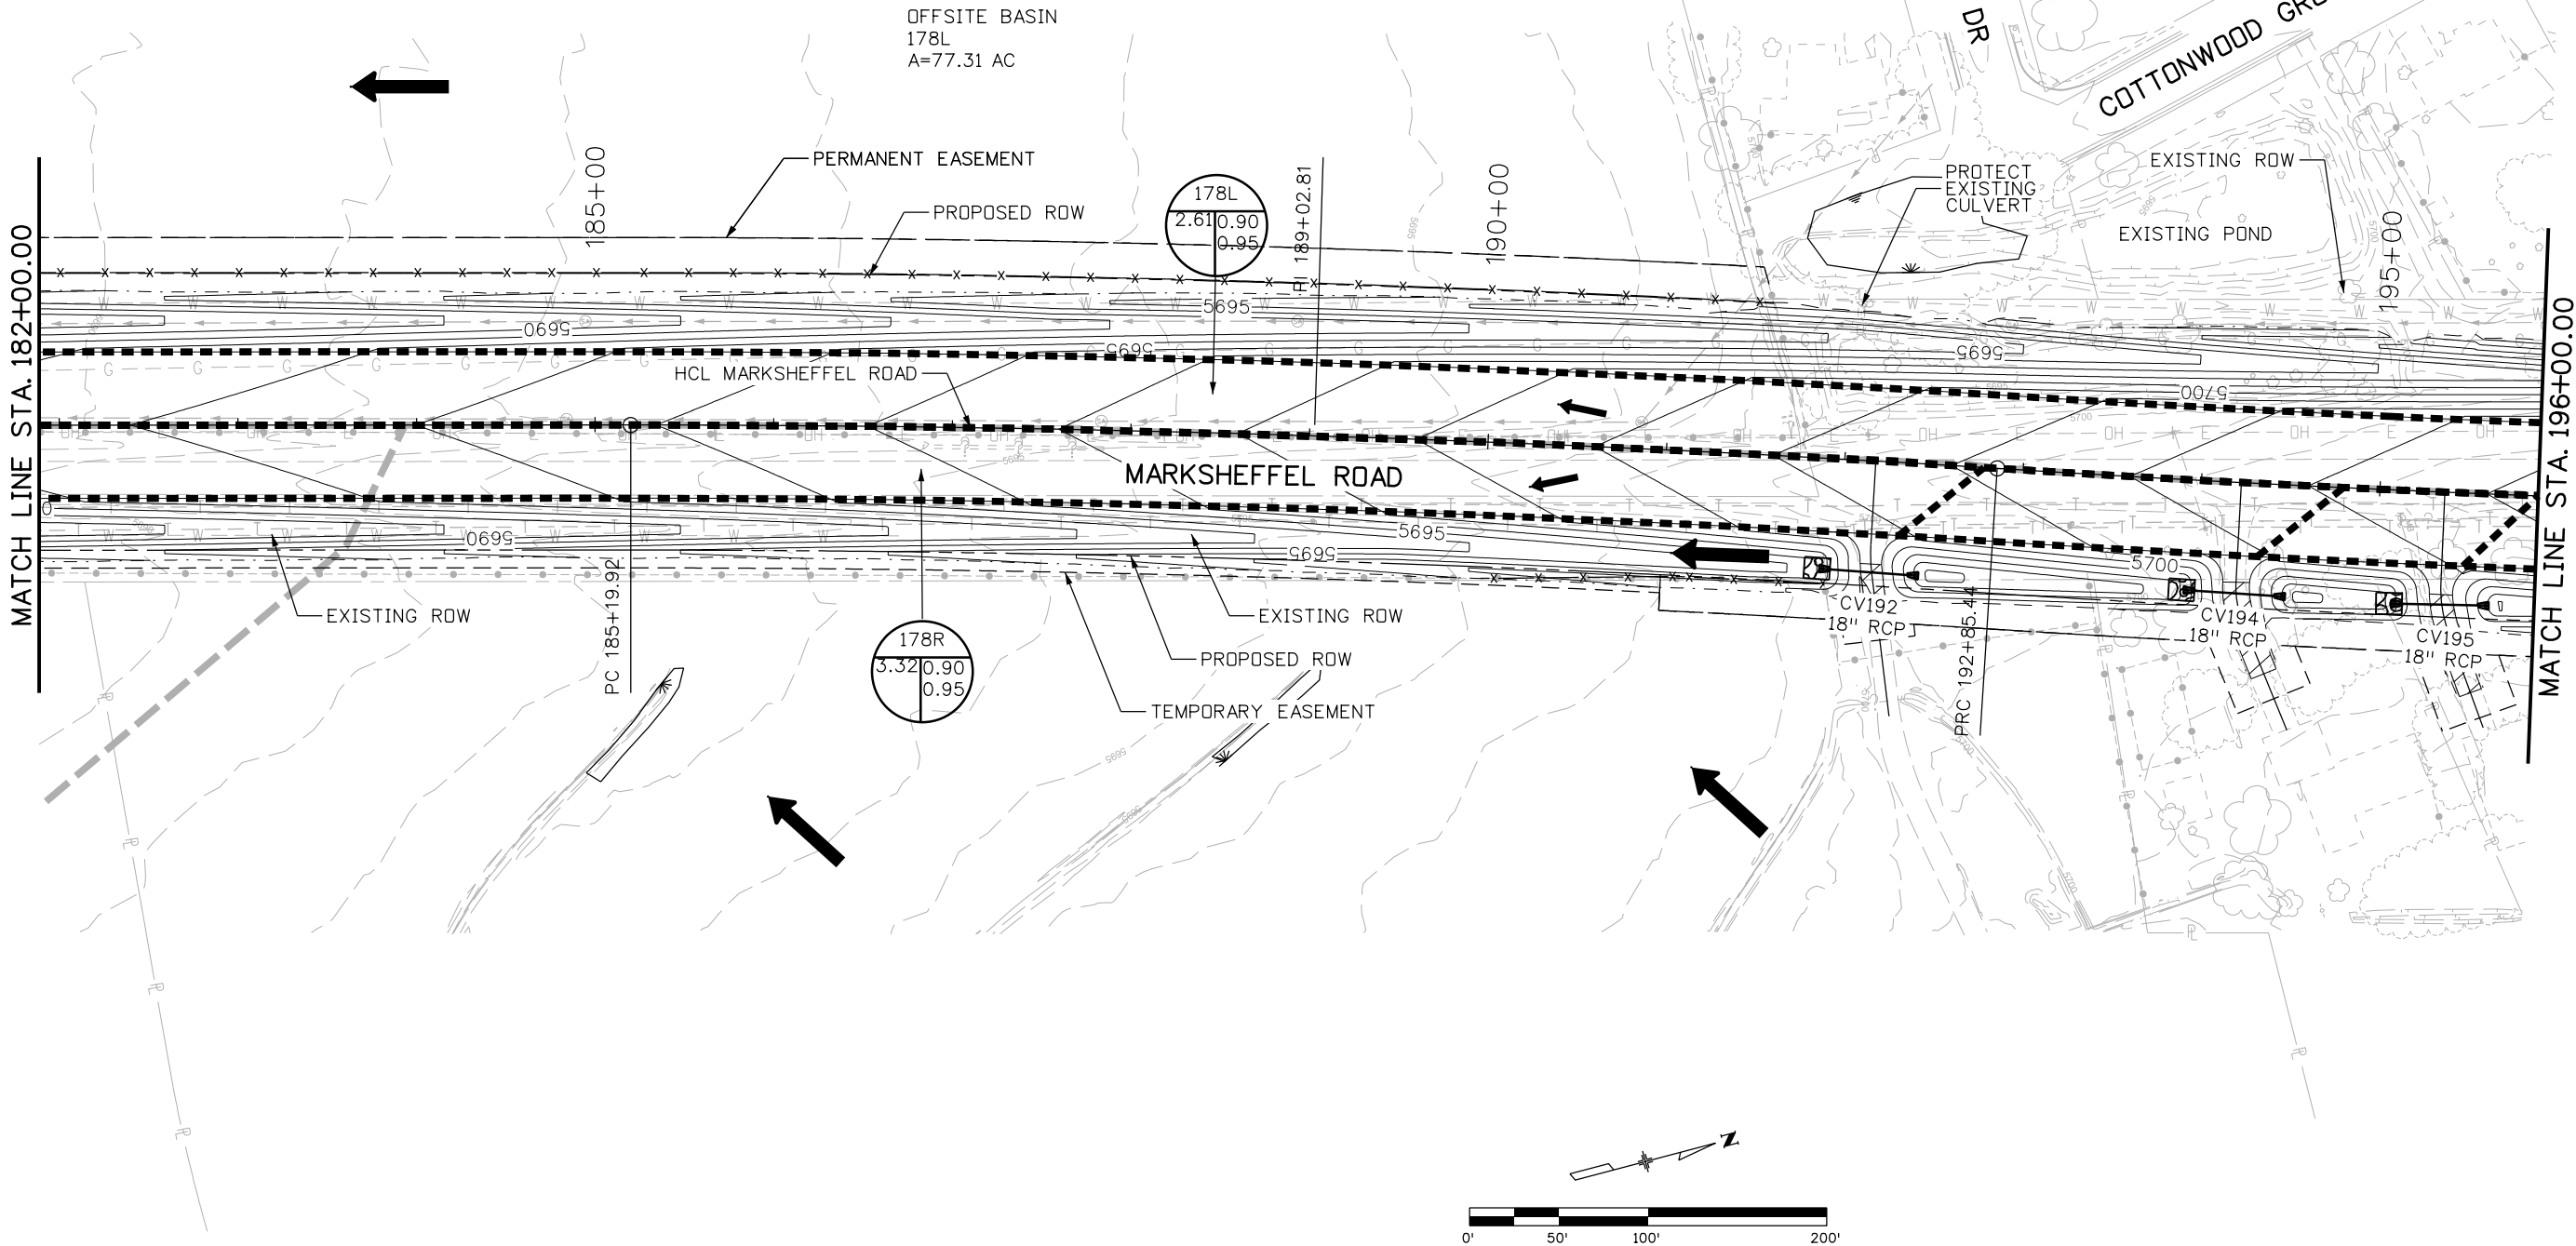 OFFSITE BASIN
178L
A=77.31 AC
DR
COTTONWOOD
PERMANENT EASEMENT
PROPOSED ROW
185+00
178L
2.61 0.90
0.95
PI 189+02.81
190+00
PROTECT
EXISTING
CULVERT
EXISTING ROW
EXISTING POND
195+00
MATCH LINE STA. 182+00.00
MATCH LINE STA. 196+00.00
5690
5695
5695
5695
5700
HCL MARKSHEFFEL ROAD
MARKSHEFFEL ROAD
5690
5695
5695
5700
EXISTING ROW
PC 185+19.92
178R
3.32 0.90
0.95
EXISTING ROW
PROPOSED ROW
TEMPORARY EASEMENT
CV192
18" RCP
PRC 192+85.44
CV194
18" RCP
CV195
18" RCP
N
0' 50' 100' 200'